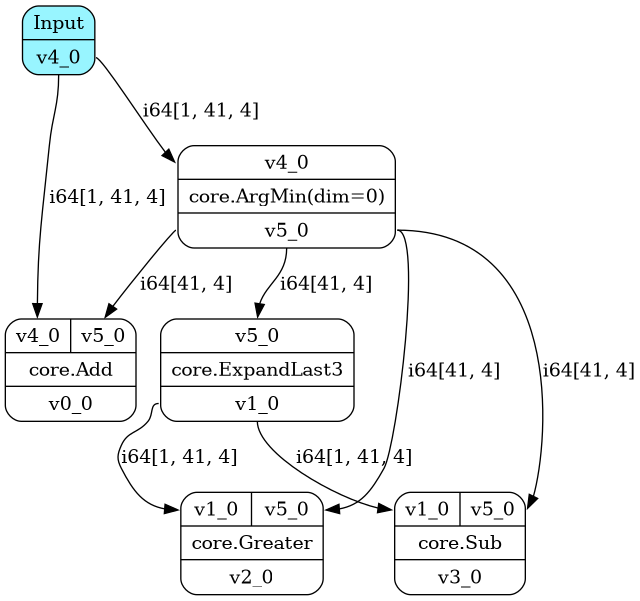 Input
v4_0
i64[1, 41, 4]
v4_0
core.ArgMin(dim=0)
v5_0
i64[1, 41, 4]
i64[41, 4]
i64[41, 4]
v4_0 v5_0
core.Add
v0_0
v5_0
core.ExpandLast3
v1_0
i64[41, 4]
i64[41, 4]
i64[1, 41, 4]
i64[1, 41, 4]
v1_0 v5_0
core.Greater
v2_0
v1_0 v5_0
core.Sub
v3_0